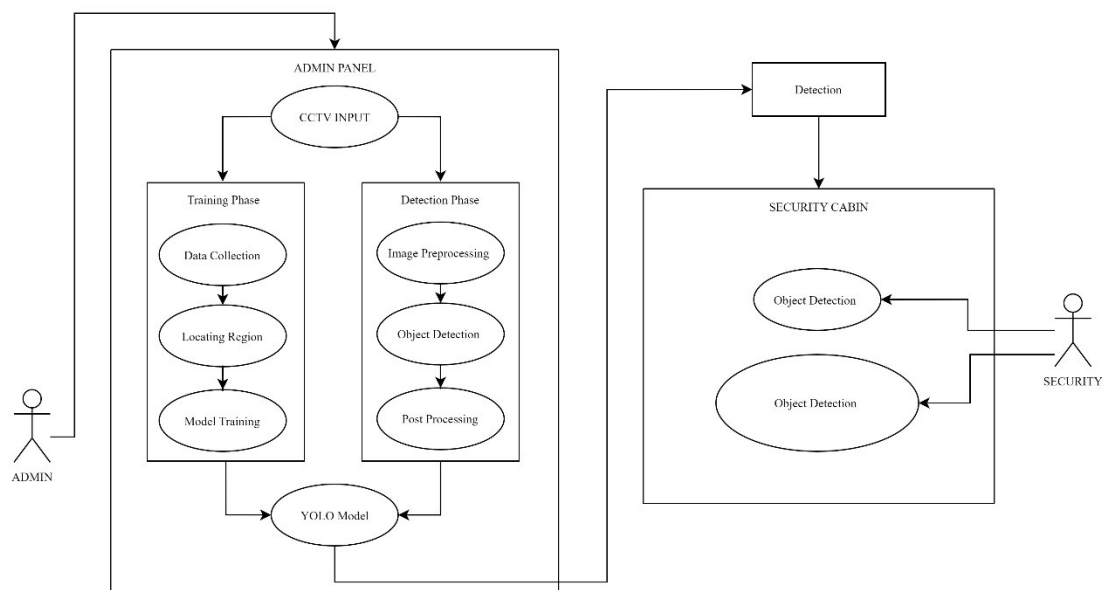 ADMIN PANEL
CCTV INPUT
Training Phase
Data Collection
Locating Region
Model Training
Detection Phase
Image Preprocessing
Object Detection
Post Processing
YOLO Model
ADMIN
Detection
SECURITY CABIN
Object Detection
Object Detection
SECURITY